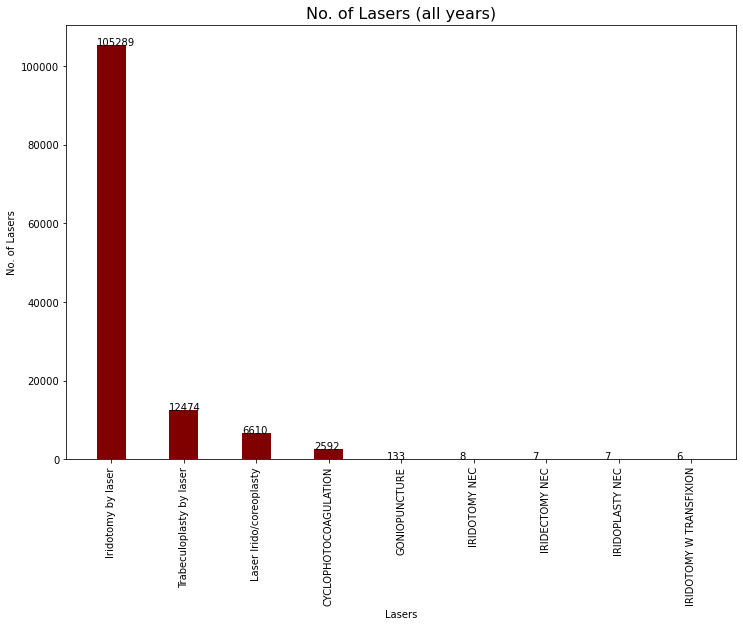 No. of Lasers (all years)
105289
100000
80000
60000
40000
20000
0
No. of Lasers
12474
6610
2592
133
8
7
7
6
Iridotomy by laser
Trabeculoplasty by laser
Laser Irido/coreoplasty
CYCLOPHOTOCOAGULATION
GONIOPUNCTURE
IRIDOTOMY NEC
IRIDECTOMY NEC
IRIDOPLASTY NEC
IRIDOTOMY W TRANSFIXION
Lasers